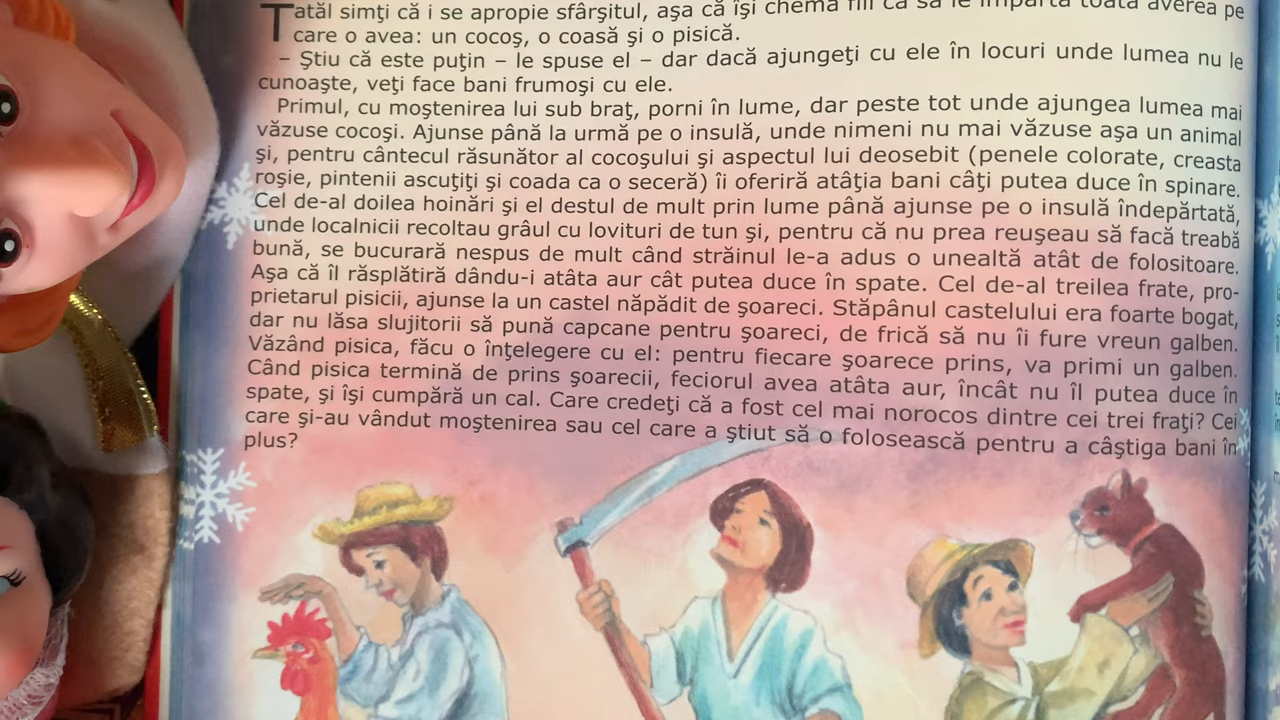 Tatăl simţi că i se apropie sfârşitul, aşa că îşi chemă fiii ca să le împartă toată averea pe
care o avea: un cocoş, o coasă şi o pisică.
– Ştiu că este puţin – le spuse el – dar dacă ajungeţi cu ele în locuri unde lumea nu le
cunoaşte, veţi face bani frumoşi cu ele.
Primul, cu moştenirea lui sub braţ, porni în lume, dar peste tot unde ajungea lumea mai
văzuse cocoşi. Ajunse până la urmă pe o insulă, unde nimeni nu mai văzuse aşa un animal
şi, pentru cântecul răsunător al cocoşului şi aspectul lui deosebit (penele colorate, creasta
roşie, pintenii ascuţiţi şi coada ca o seceră) îi oferiră atâţia bani câţi putea duce în spinare.
Cel de-al doilea hoinări şi el destul de mult prin lume până ajunse pe o insulă îndepărtată,
unde localnicii recoltau grâul cu lovituri de tun şi, pentru că nu prea reuşeau să facă treabă
bună, se bucurară nespus de mult când străinul le-a adus o unealtă atât de folositoare.
Aşa că îl răsplătiră dându-i atâta aur cât putea duce în spate. Cel de-al treilea frate, pro-
prietarul pisicii, ajunse la un castel năpădit de şoareci. Stăpânul castelului era foarte bogat,
dar nu lăsa slujitorii să pună capcane pentru şoareci, de frică să nu îi fure vreun galben.
Văzând pisica, făcu o înţelegere cu el: pentru fiecare şoarece prins, va primi un galben.
Când pisica termină de prins şoarecii, feciorul avea atâta aur, încât nu îl putea duce în
spate, şi îşi cumpără un cal. Care credeţi că a fost cel mai norocos dintre cei trei fraţi? Cei
care şi-au vândut moştenirea sau cel care a ştiut să o folosească pentru a câştiga bani în
plus?